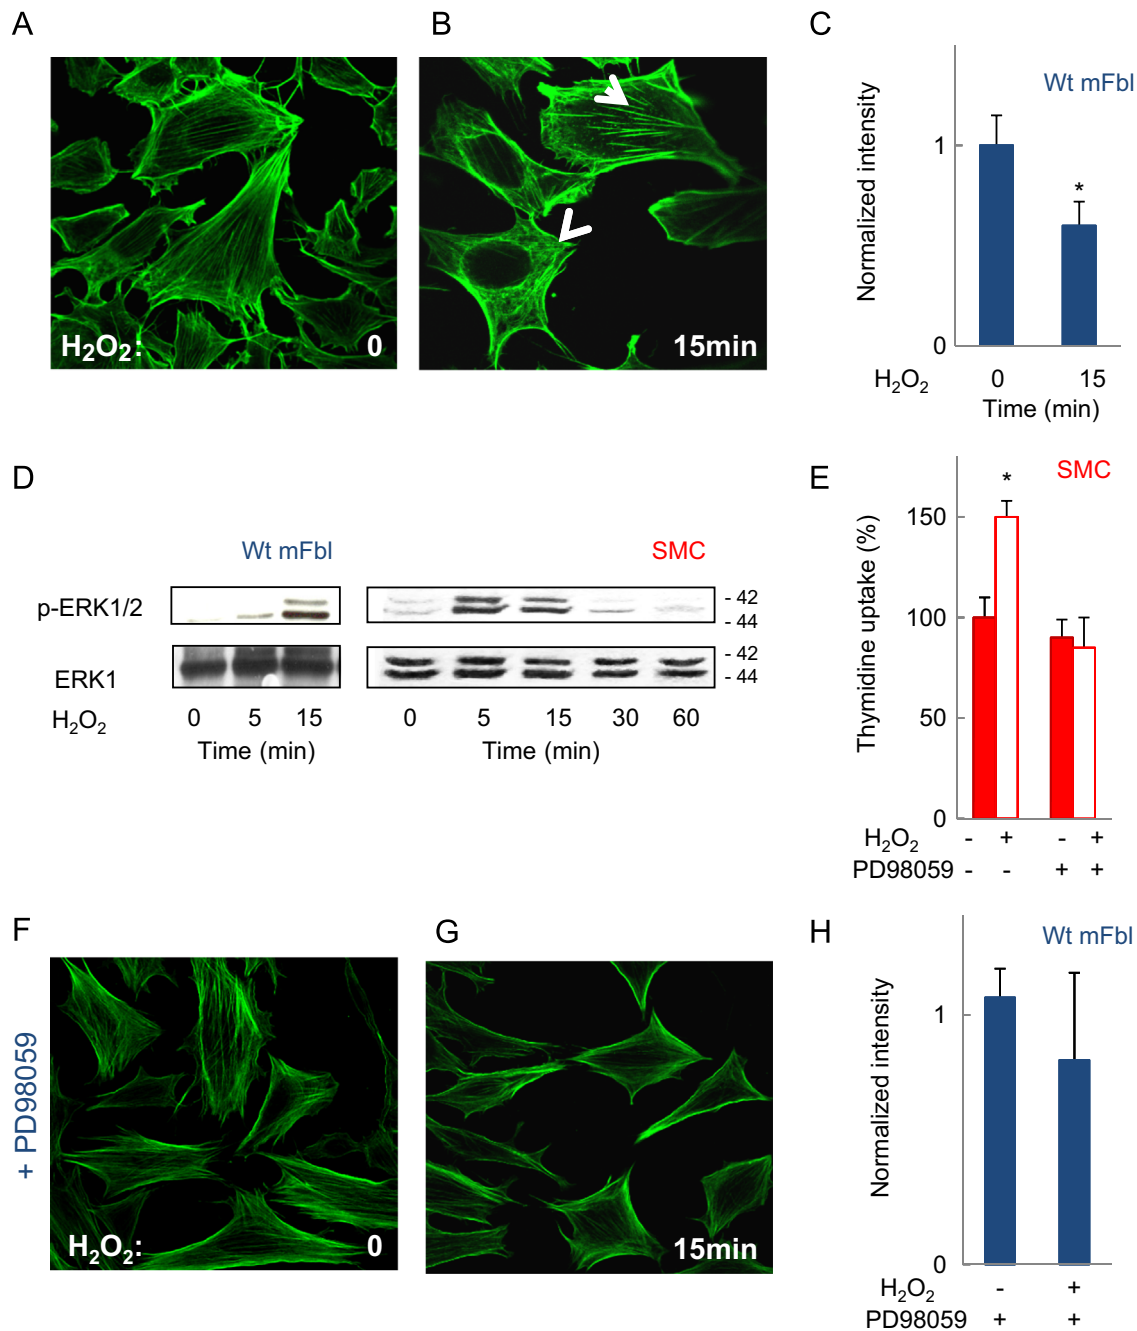 A
B
C
H₂O₂: 0
15min
Wt mFbl
Normalized intensity
1
*
0
H₂O₂ 0 15
Time (min)
D
Wt mFbl
SMC
p-ERK1/2
- 42
- 44
ERK1
- 42
- 44
H₂O₂ 0 5 15 0 5 15 30 60
Time (min) Time (min)
E
SMC
Thymidine uptake (%)
*
150
100
50
0
H₂O₂ - + - +
PD98059 - - + +
F
G
H
+ PD98059
H₂O₂: 0
15min
Wt mFbl
Normalized intensity
1
0
H₂O₂ - +
PD98059 + +